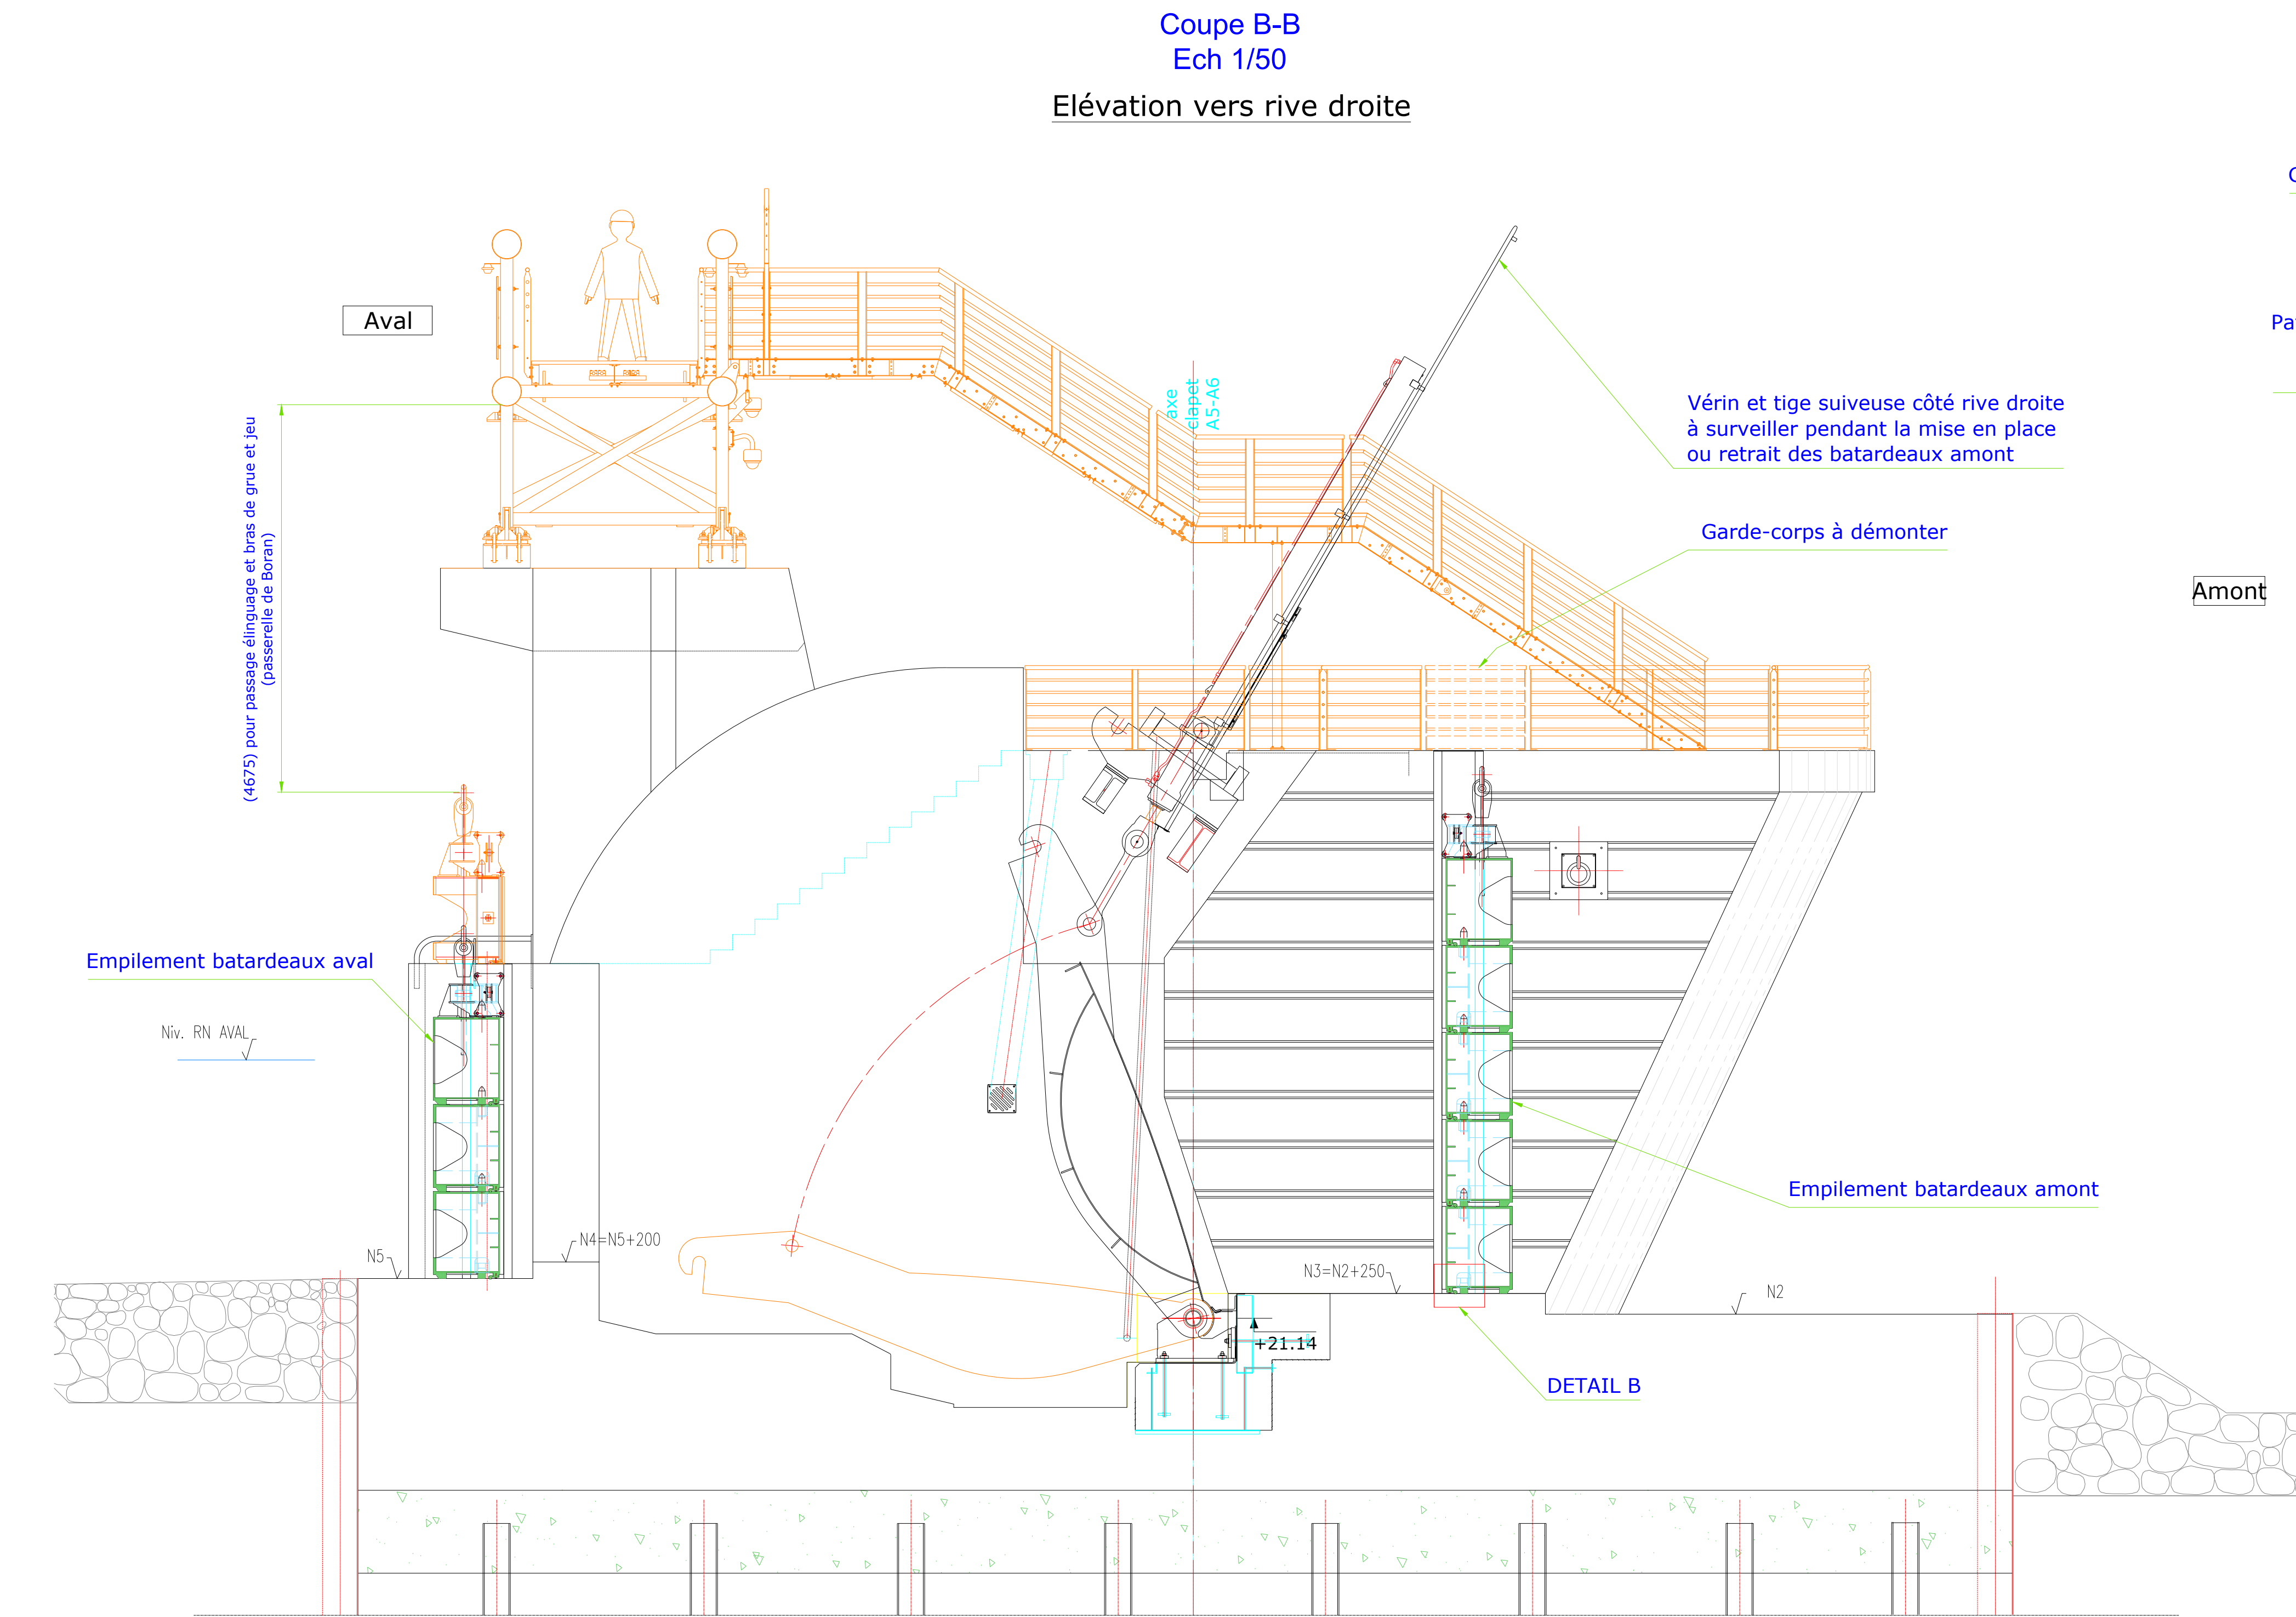 Coupe B-B
Ech 1/50
Elévation vers rive droite
Aval
axe
clapet
A5-A6
(4675) pour passage élinguage et bras de grue et jeu
(passerelle de Boran)
Vérin et tige suiveuse côté rive droite
à surveiller pendant la mise en place
ou retrait des batardeaux amont
Garde-corps à démonter
Amont
Empilement batardeaux aval
Niv. RN AVAL
Empilement batardeaux amont
N5
N4=N5+200
N3=N2+250
N2
+21.14
DETAIL B